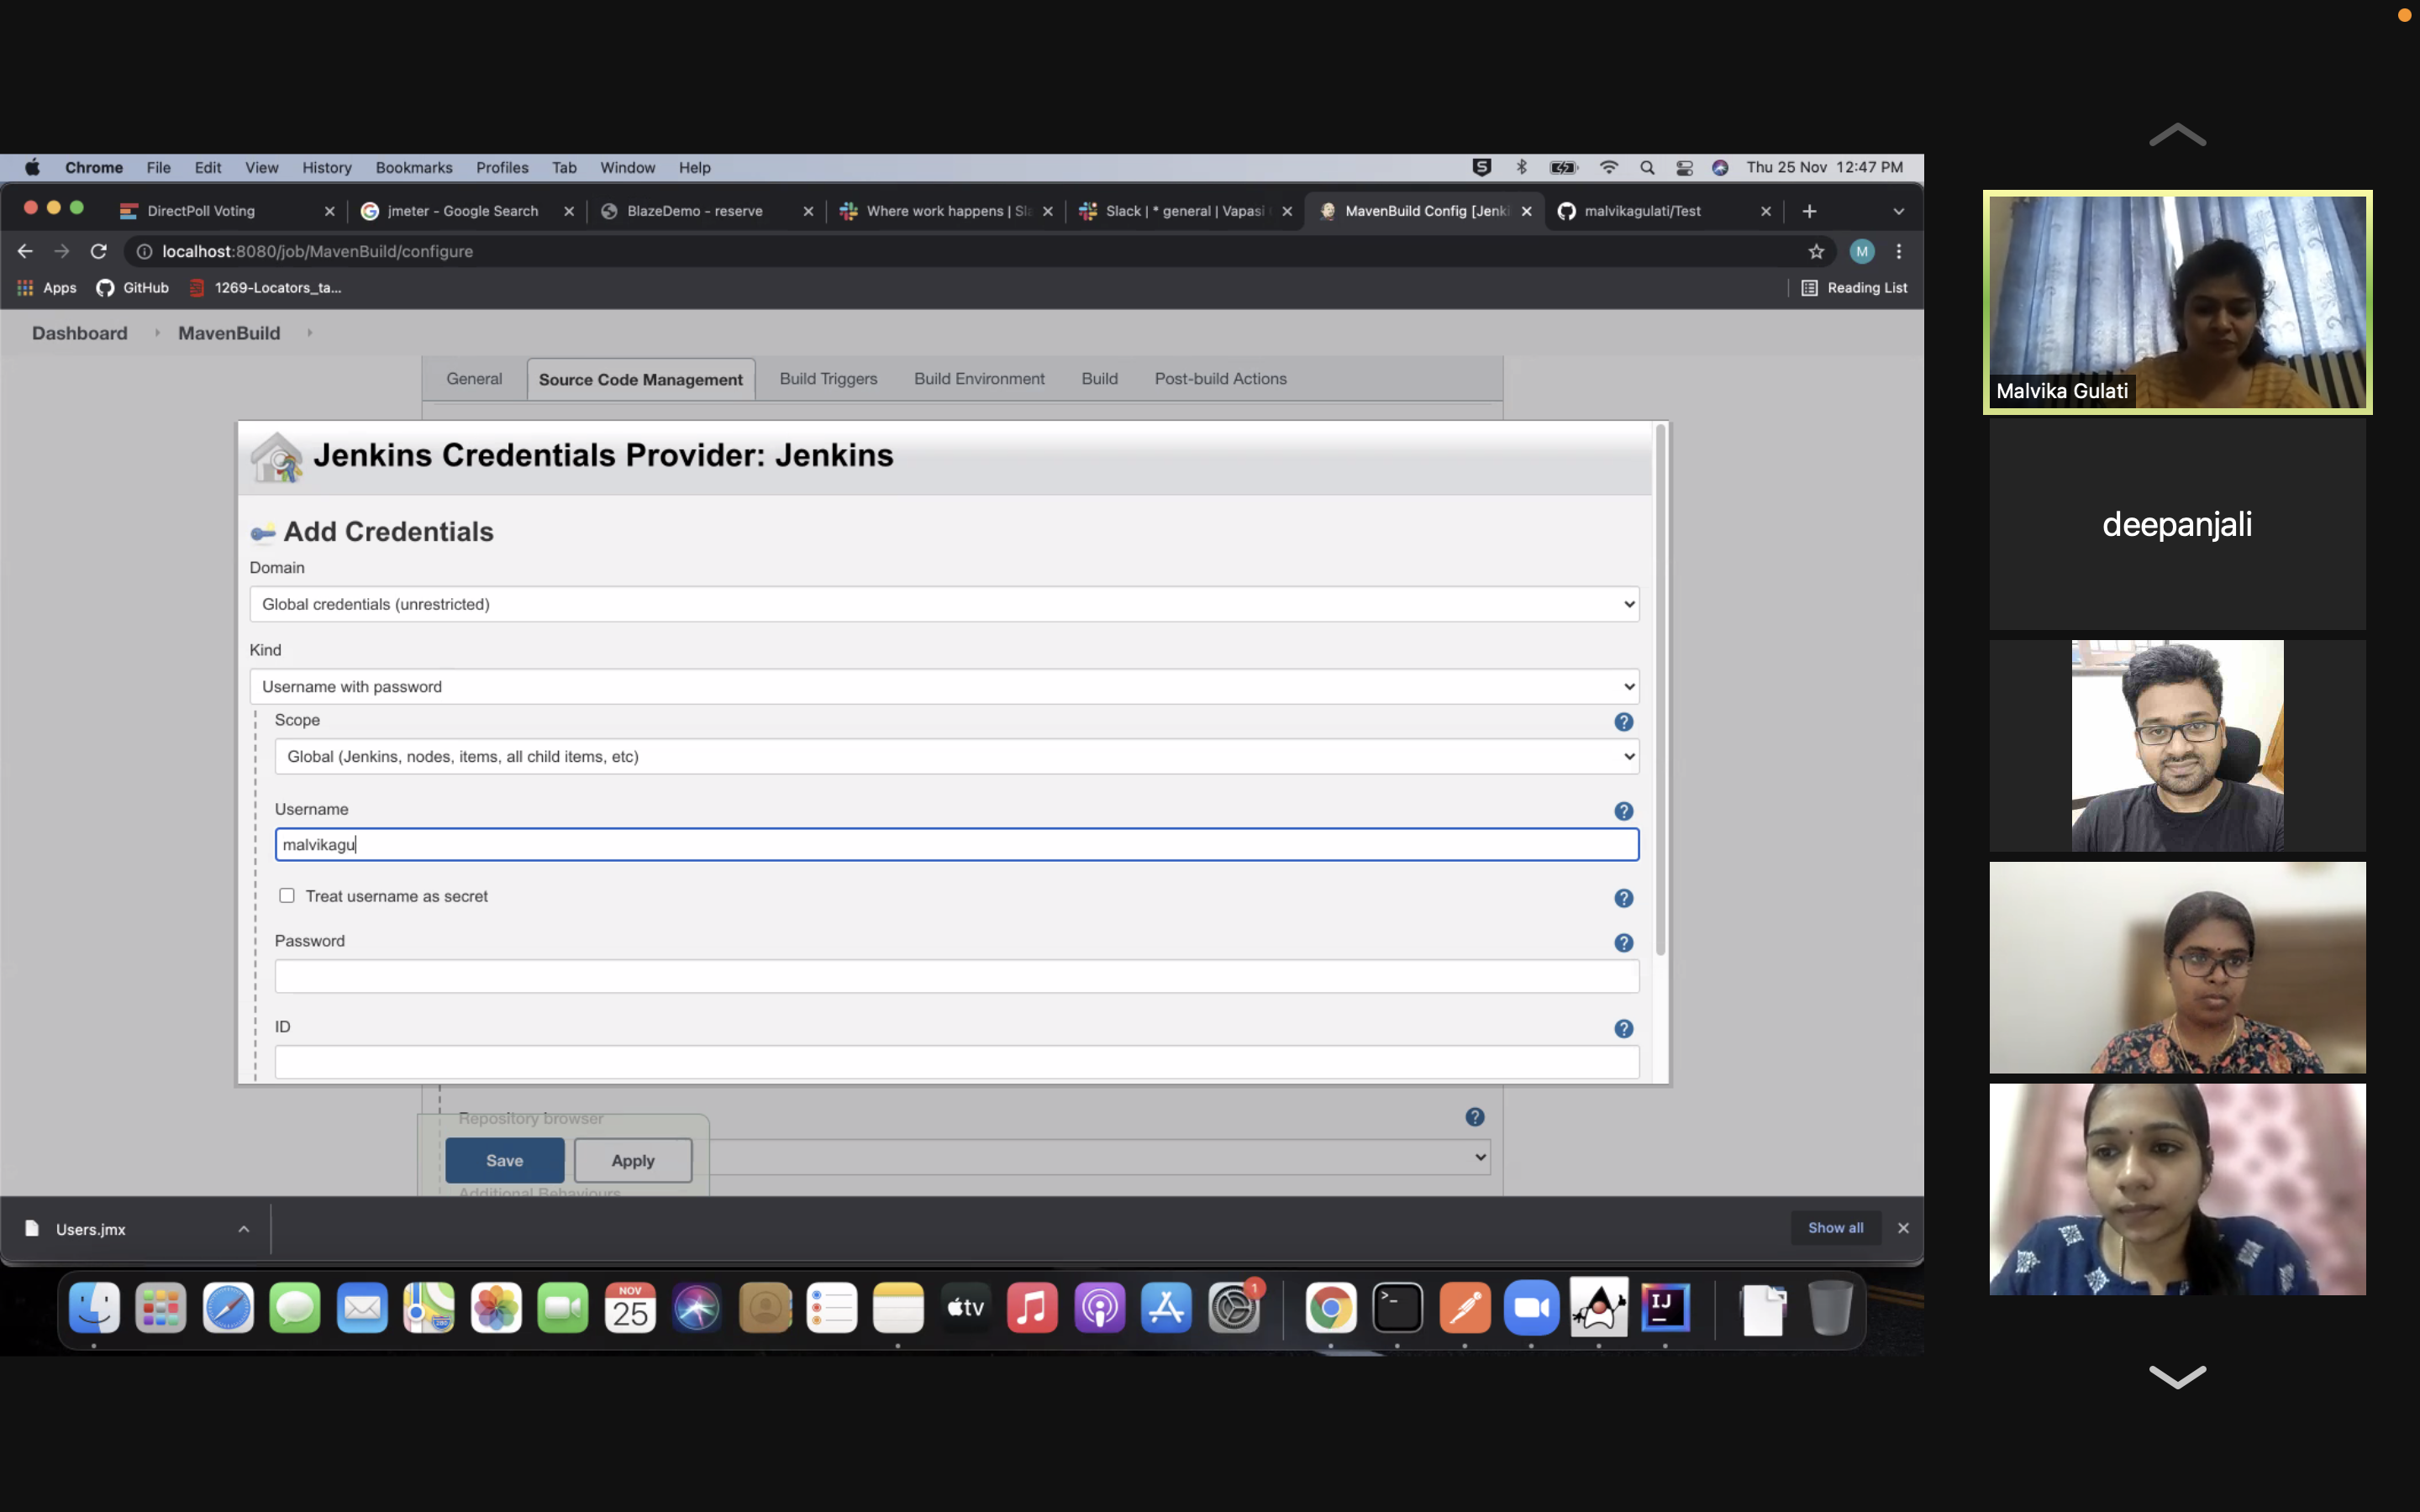 Chrome File Edit View History Bookmarks Profiles Tab Window Help
Thu 25 Nov 12:47 PM
DirectPoll Voting
jmeter - Google Search
BlazeDemo - reserve
Where work happens | Sla
Slack | * general | Vapasi
MavenBuild Config [Jenki
malvikagulati/Test
localhost:8080/job/MavenBuild/configure
M
Apps GitHub 1269-Locators_ta... Reading List
Dashboard MavenBuild
General Source Code Management Build Triggers Build Environment Build Post-build Actions
Jenkins Credentials Provider: Jenkins
Add Credentials
Domain
Global credentials (unrestricted)
Kind
Username with password
Scope
Global (Jenkins, nodes, items, all child items, etc)
Username
malvikagu
Treat username as secret
Password
ID
Repository browser
Save Apply
Additional Behaviours
Users.jmx
Show all
NOV
25
tv
1
IJ
Malvika Gulati
deepanjali